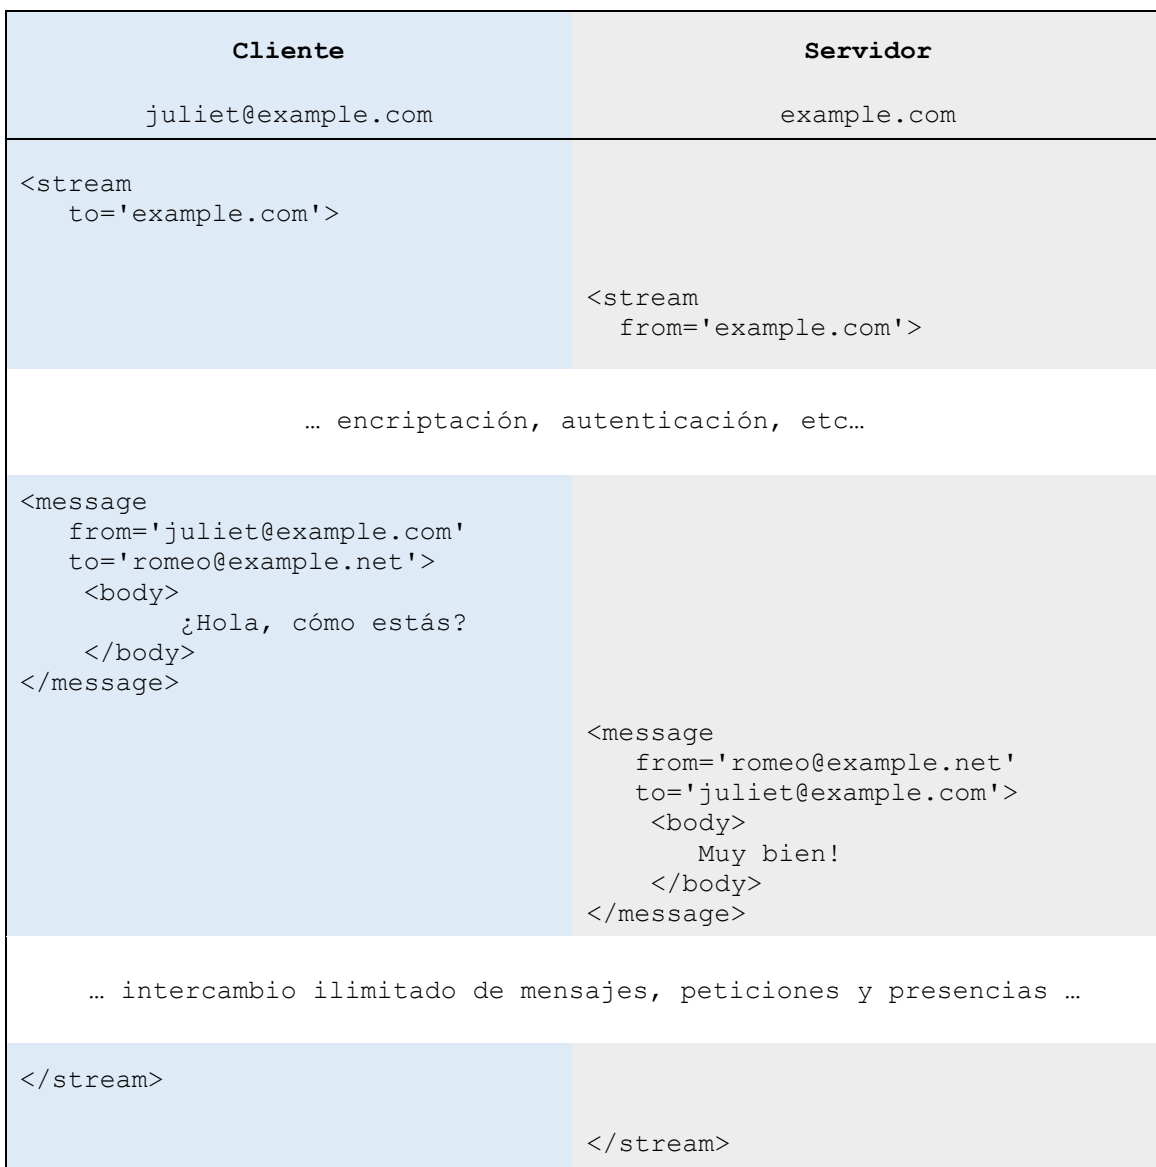 Cliente Servidor
juliet@example.com example.com
<stream
to='example.com'>
<stream
from='example.com'>
… encriptación, autenticación, etc…
<message
from='juliet@example.com'
to='romeo@example.net'>
<body>
¿Hola, cómo estás?
</body>
</message>
<message
from='romeo@example.net'
to='juliet@example.com'>
<body>
Muy bien!
</body>
</message>
… intercambio ilimitado de mensajes, peticiones y presencias …
</stream>
</stream>